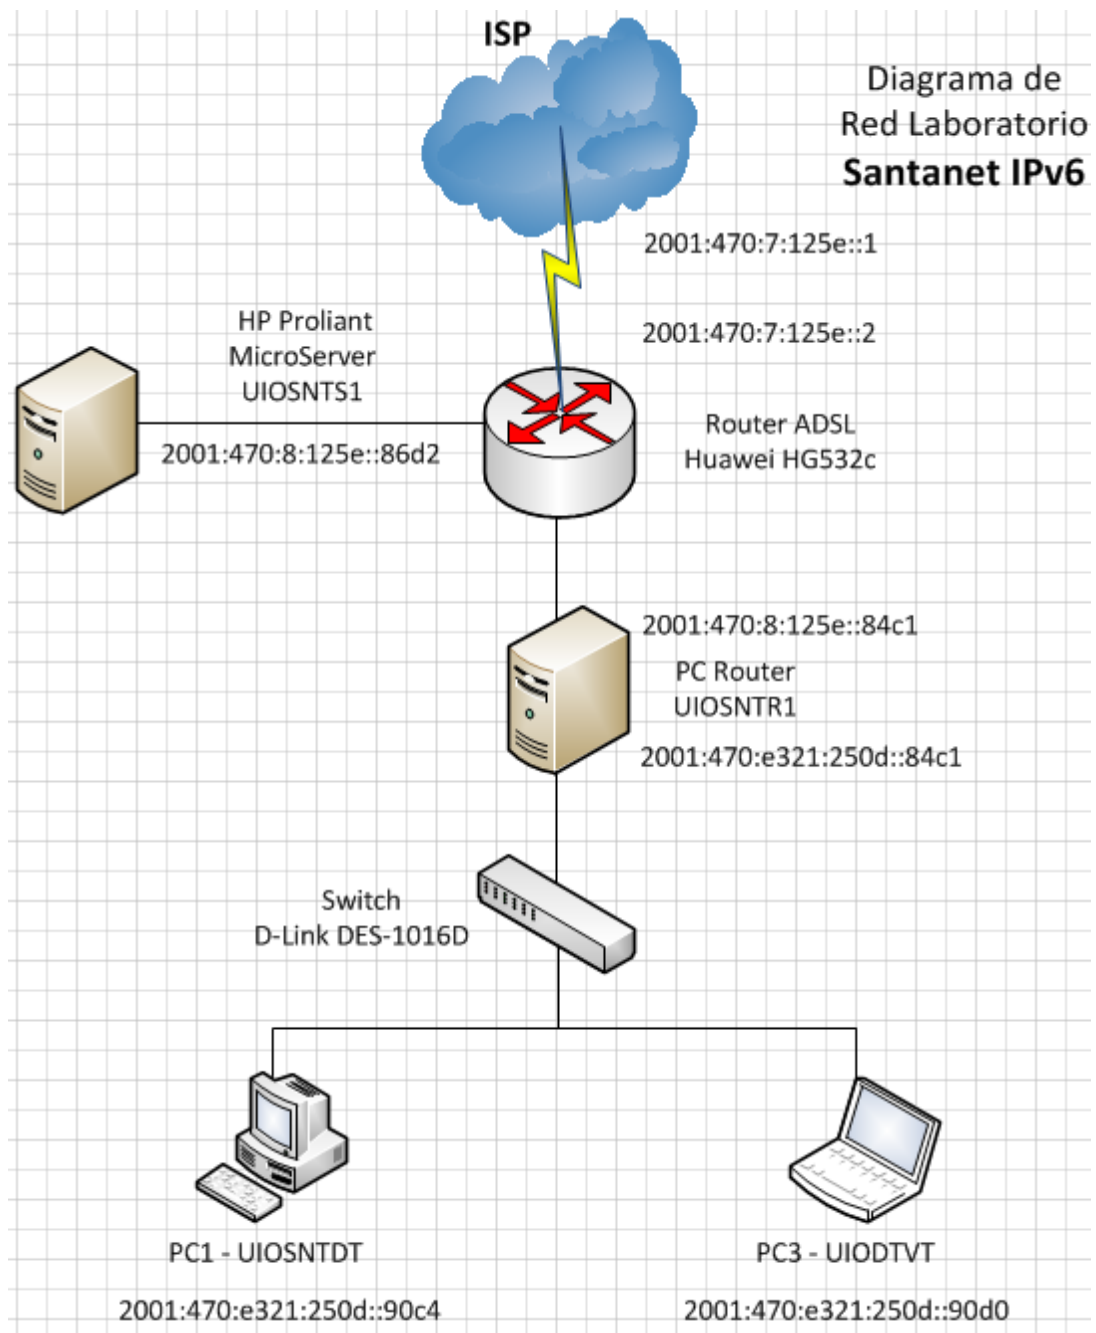 ISP
Diagrama de
Red Laboratorio
Santanet IPv6
2001:470:7:125e::1
2001:470:7:125e::2
HP Proliant
MicroServer
UIOSNTS1
2001:470:8:125e::86d2
Router ADSL
Huawei HG532c
2001:470:8:125e::84c1
PC Router
UIOSNTR1
2001:470:e321:250d::84c1
Switch
D-Link DES-1016D
PC1 - UIOSNTDT
2001:470:e321:250d::90c4
PC3 - UIODTVT
2001:470:e321:250d::90d0